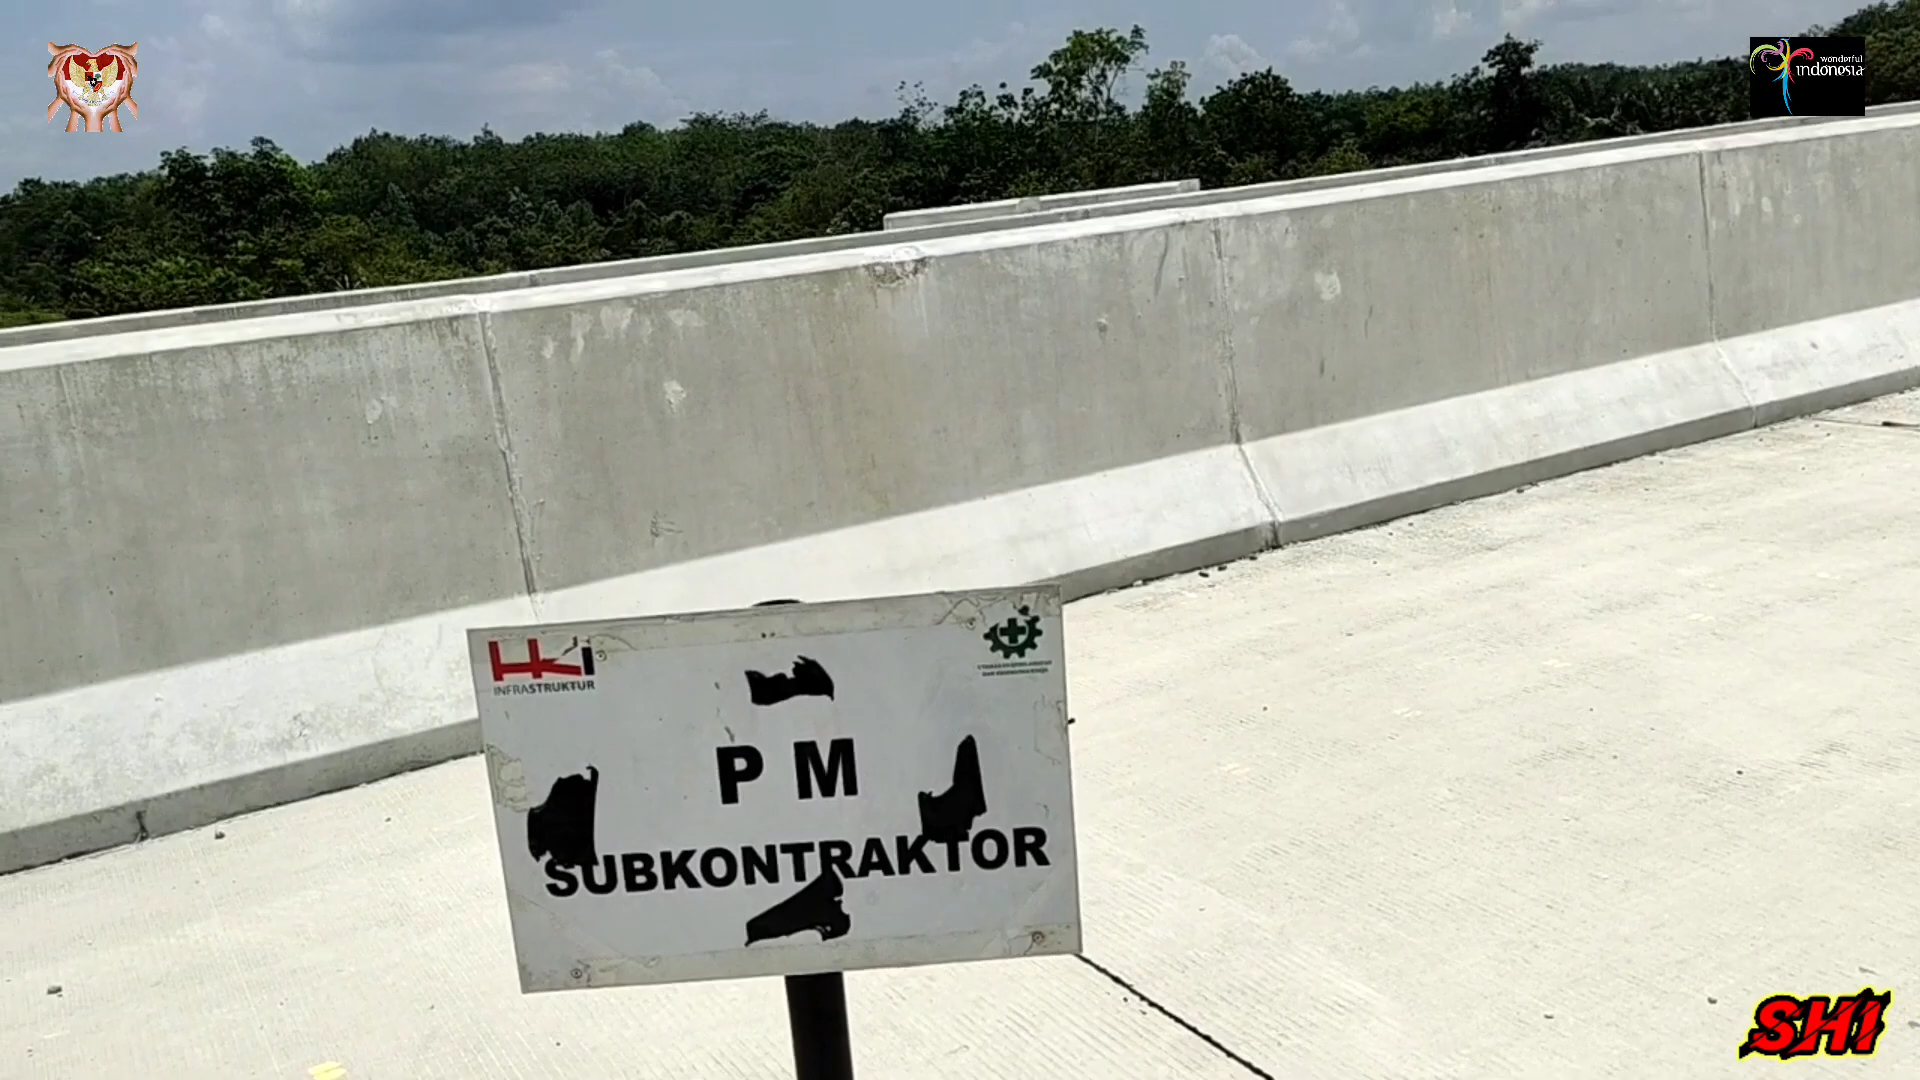 wonderful
indonesia
HKi
INFRASTRUKTUR
P M
SUBKONTRAKTOR
SHI